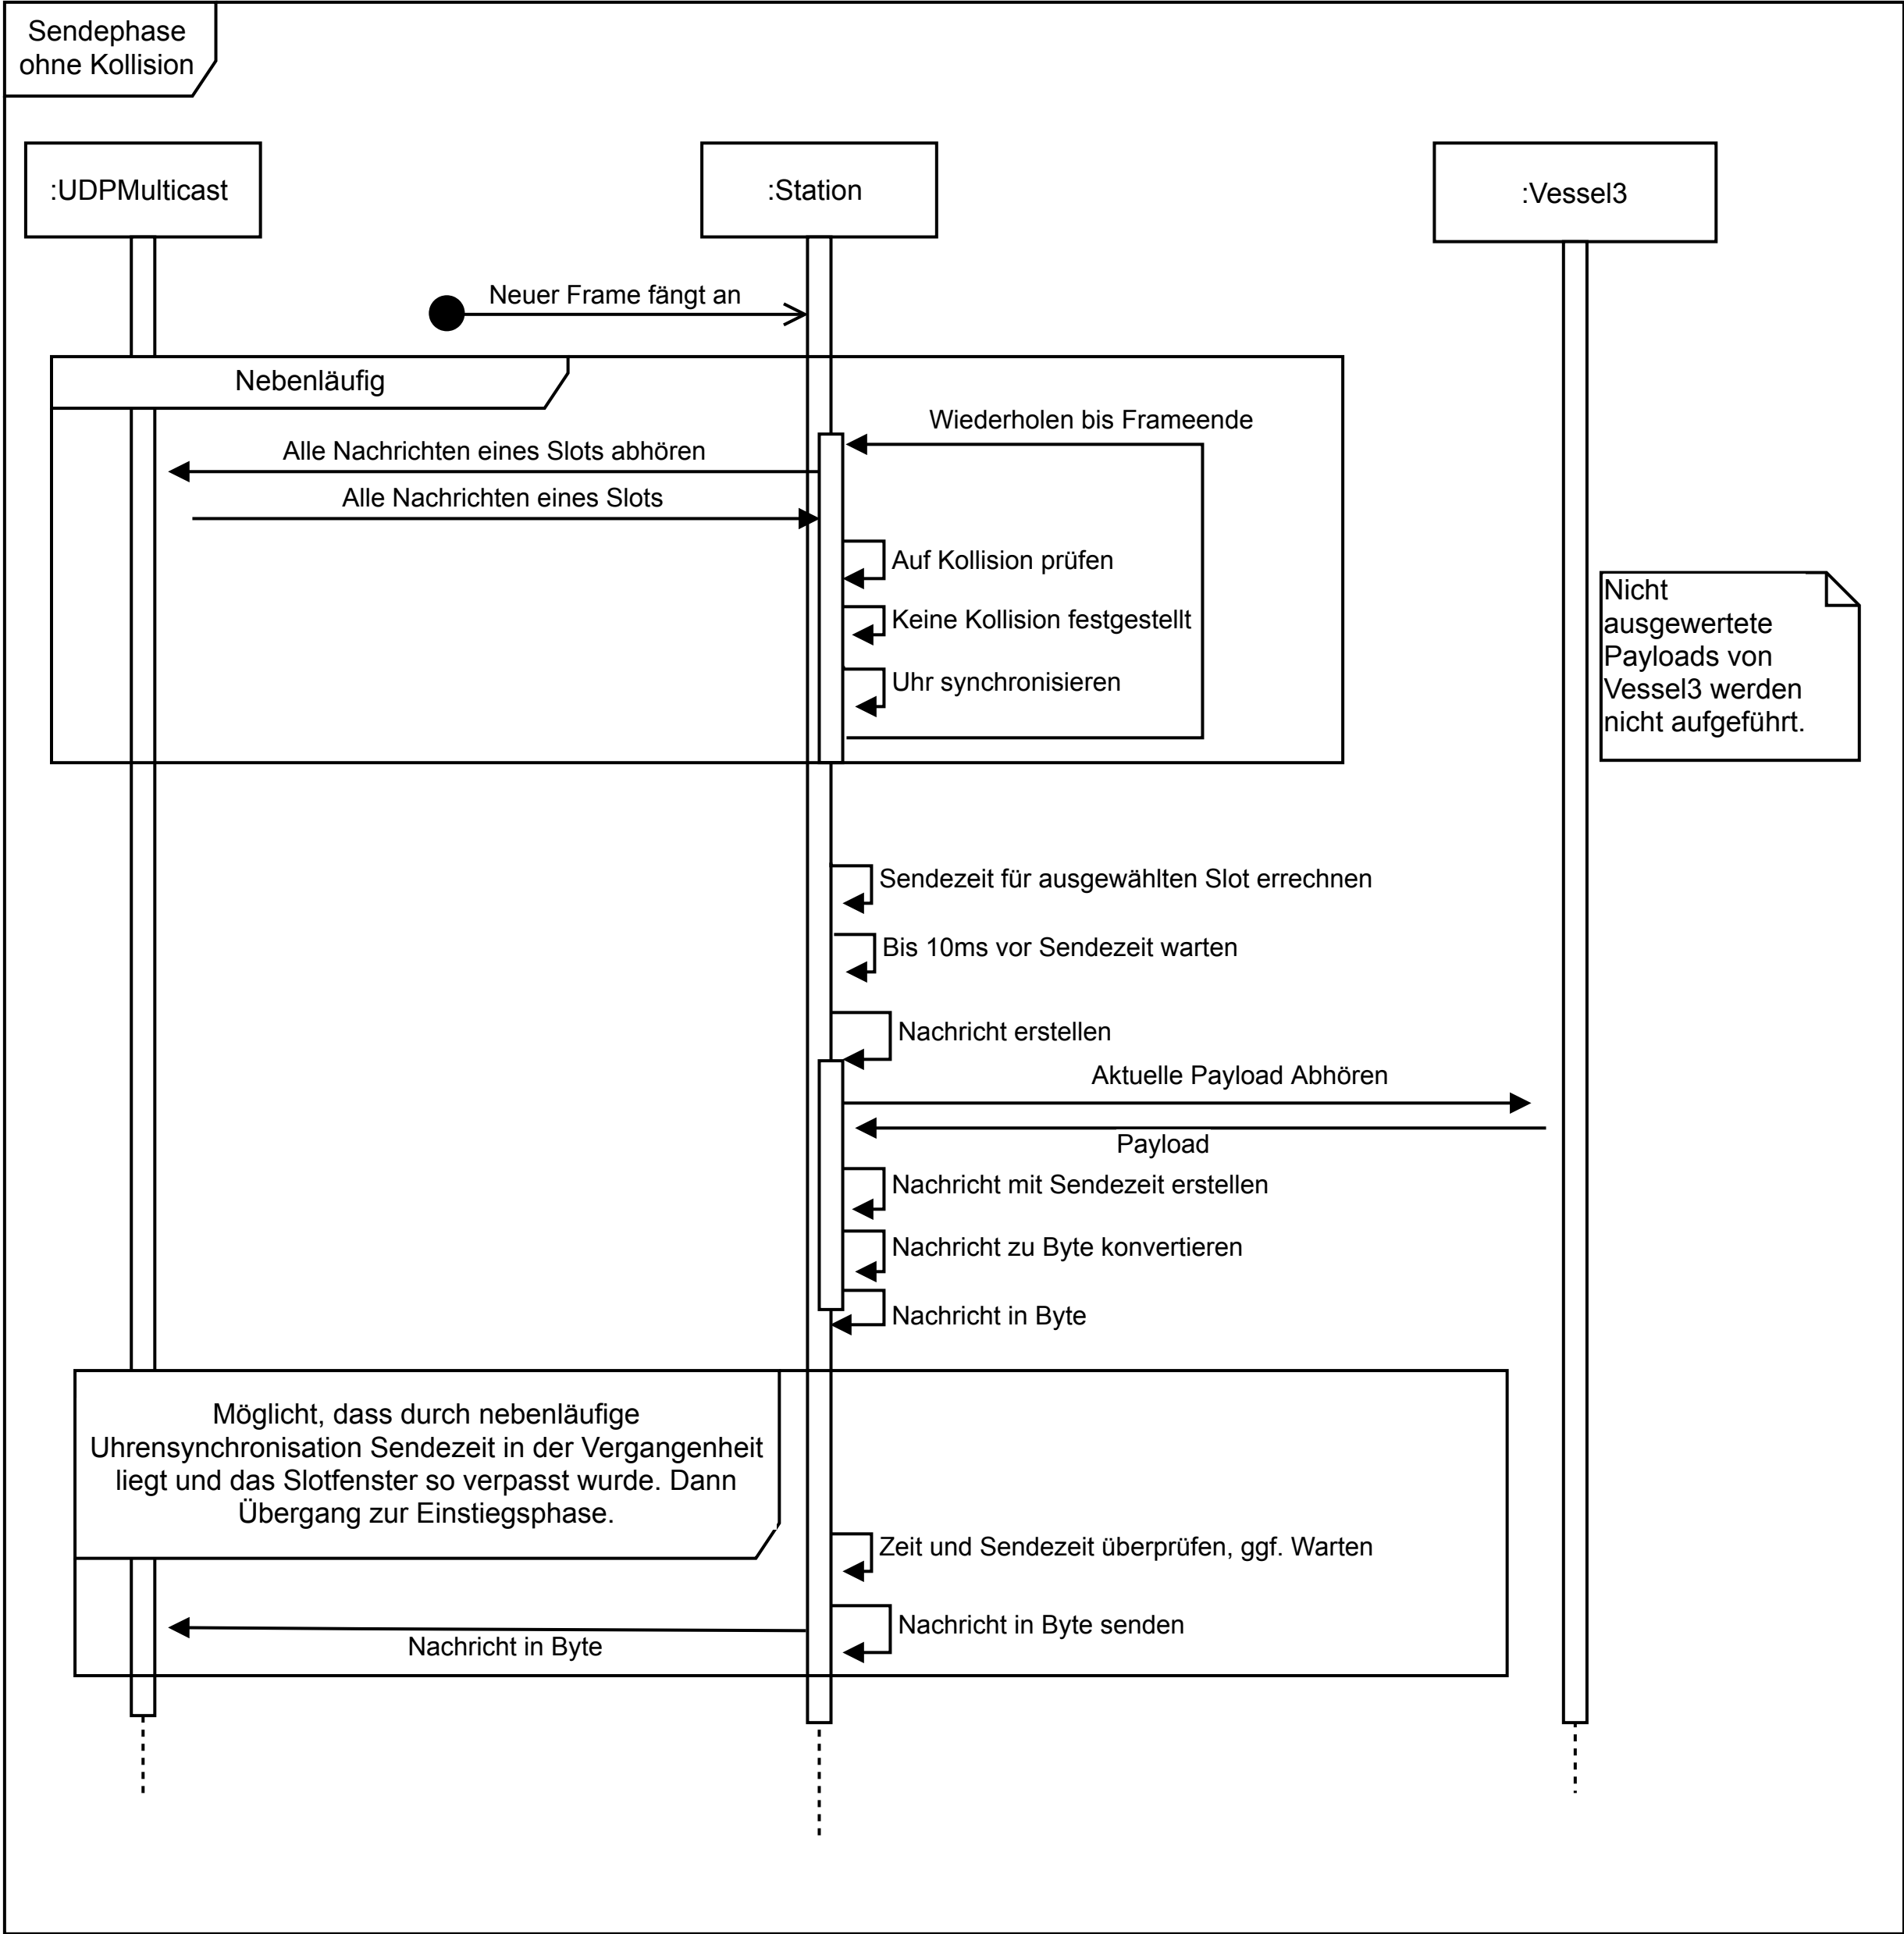 Sendephase
ohne Kollision
:UDPMulticast
:Station
:Vessel3
Neuer Frame fängt an
Nebenläufig
Wiederholen bis Frameende
Alle Nachrichten eines Slots abhören
Alle Nachrichten eines Slots
Auf Kollision prüfen
Keine Kollision festgestellt
Uhr synchronisieren
Nicht
ausgewertete
Payloads von
Vessel3 werden
nicht aufgeführt.
Sendezeit für ausgewählten Slot errechnen
Bis 10ms vor Sendezeit warten
Nachricht erstellen
Aktuelle Payload Abhören
Payload
Nachricht mit Sendezeit erstellen
Nachricht zu Byte konvertieren
Nachricht in Byte
Möglicht, dass durch nebenläufige
Uhrensynchronisation Sendezeit in der Vergangenheit
liegt und das Slotfenster so verpasst wurde. Dann
Übergang zur Einstiegsphase.
Zeit und Sendezeit überprüfen, ggf. Warten
Nachricht in Byte senden
Nachricht in Byte